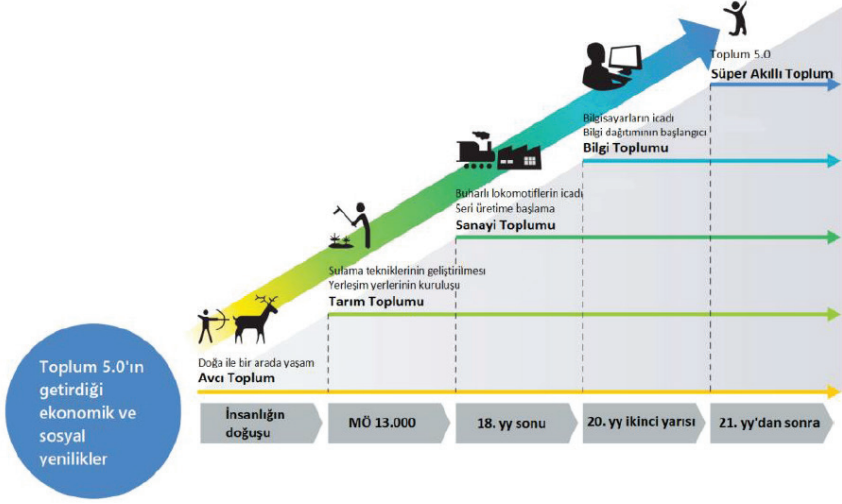 Toplum 5.0
Süper Akıllı Toplum
Bilgisayarların icadı
Bilgi dağıtımının başlangıcı
Bilgi Toplumu
Buharlı lokomotiflerin icadı
Seri üretime başlama
Sanayi Toplumu
Sulama tekniklerinin geliştirilmesı
Yerleşim yerlerinin kuruluşu
Tarım Toplumu
Doğa ile bir arada yaşam
Avcı Toplum
Toplum 5.0'ın
getirdiği
ekonomik ve
sosyal
yenilikler
İnsanlığın
doğuşu
MÖ 13.000
18. yy sonu
20. yy ikinci yarısı
21. yy'dan sonra